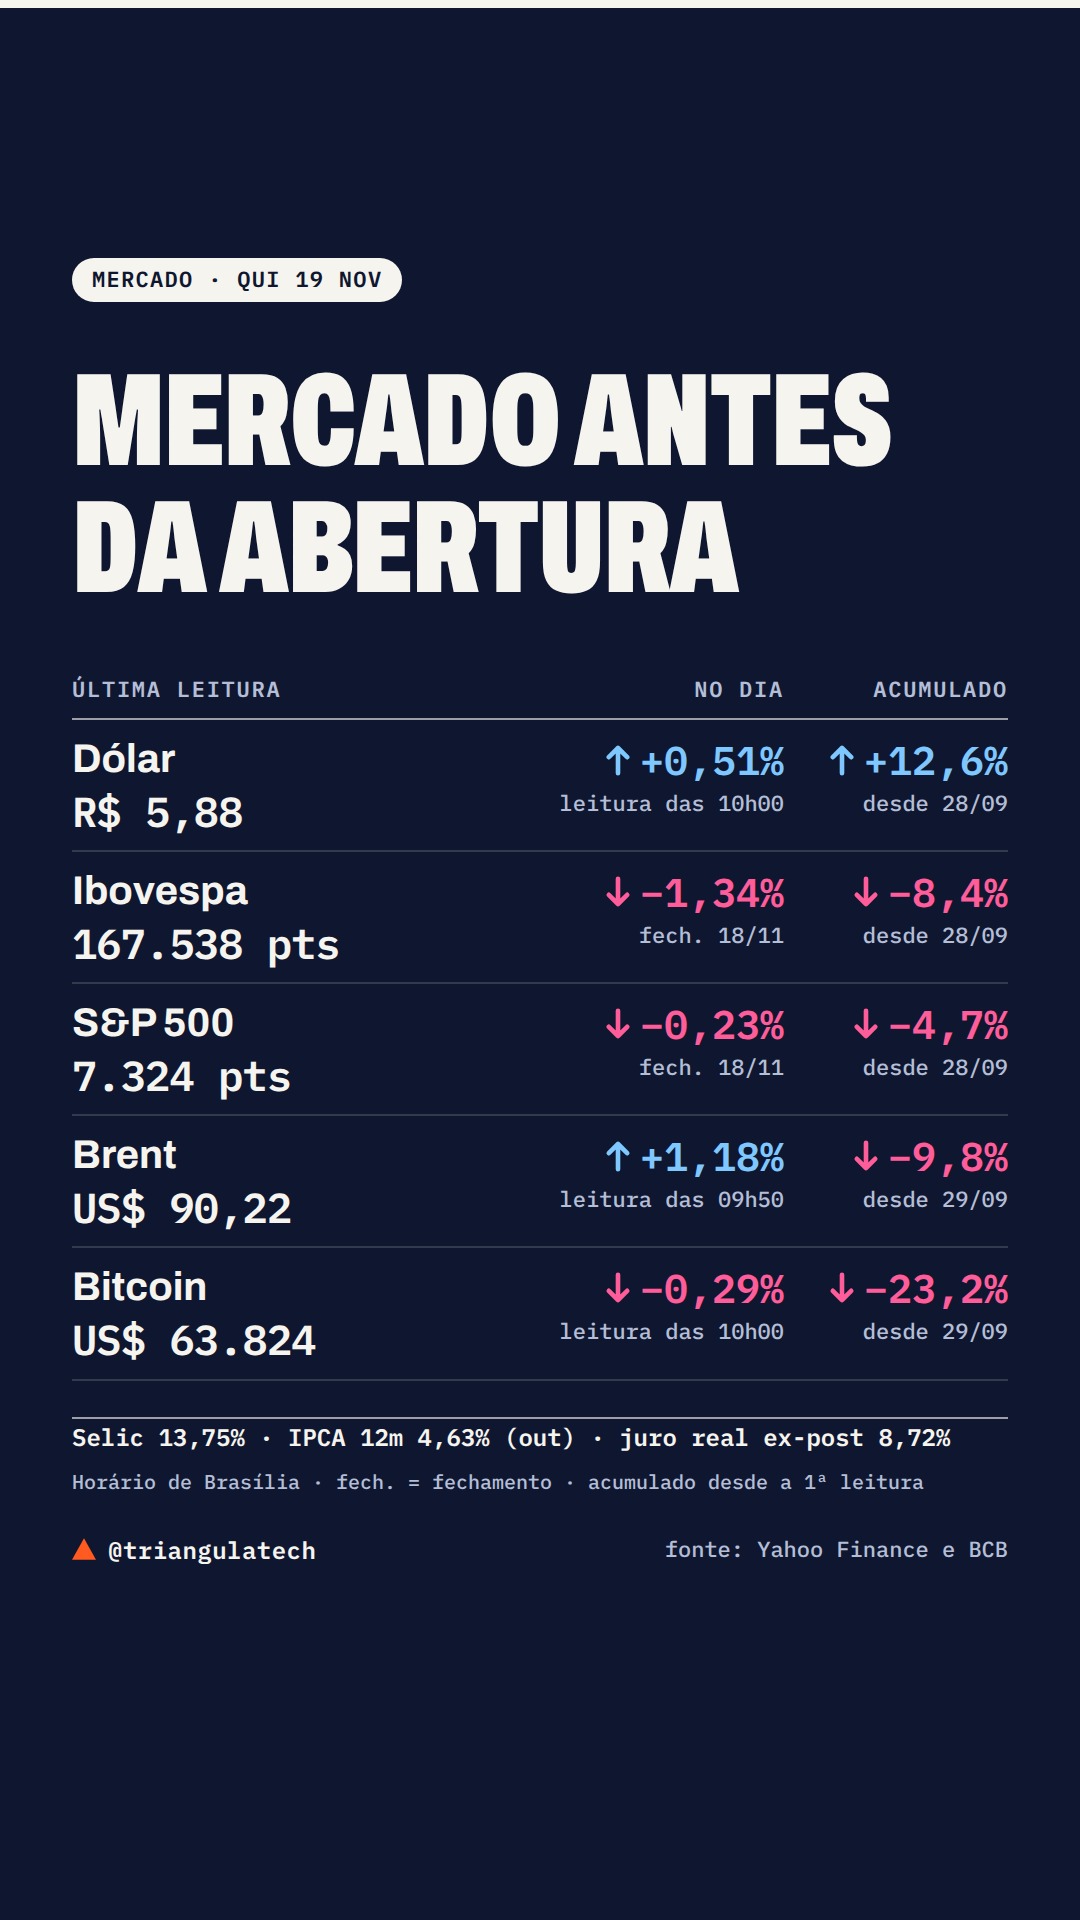 MERCADO · QUI 19 NOV
MERCADO ANTES
DA ABERTURA
ÚLTIMA LEITURA NO DIA ACUMULADO
Dólar ↑ +0,51% ↑ +12,6%
R$ 5,88 leitura das 10h00 desde 28/09
Ibovespa ↓ −1,34% ↓ −8,4%
167.538 pts fech. 18/11 desde 28/09
S&P 500 ↓ −0,23% ↓ −4,7%
7.324 pts fech. 18/11 desde 28/09
Brent ↑ +1,18% ↓ −9,8%
US$ 90,22 leitura das 09h50 desde 29/09
Bitcoin ↓ −0,29% ↓ −23,2%
US$ 63.824 leitura das 10h00 desde 29/09
Selic 13,75% · IPCA 12m 4,63% (out) · juro real ex-post 8,72%
Horário de Brasília · fech. = fechamento · acumulado desde a 1ª leitura
@triangulatech fonte: Yahoo Finance e BCB